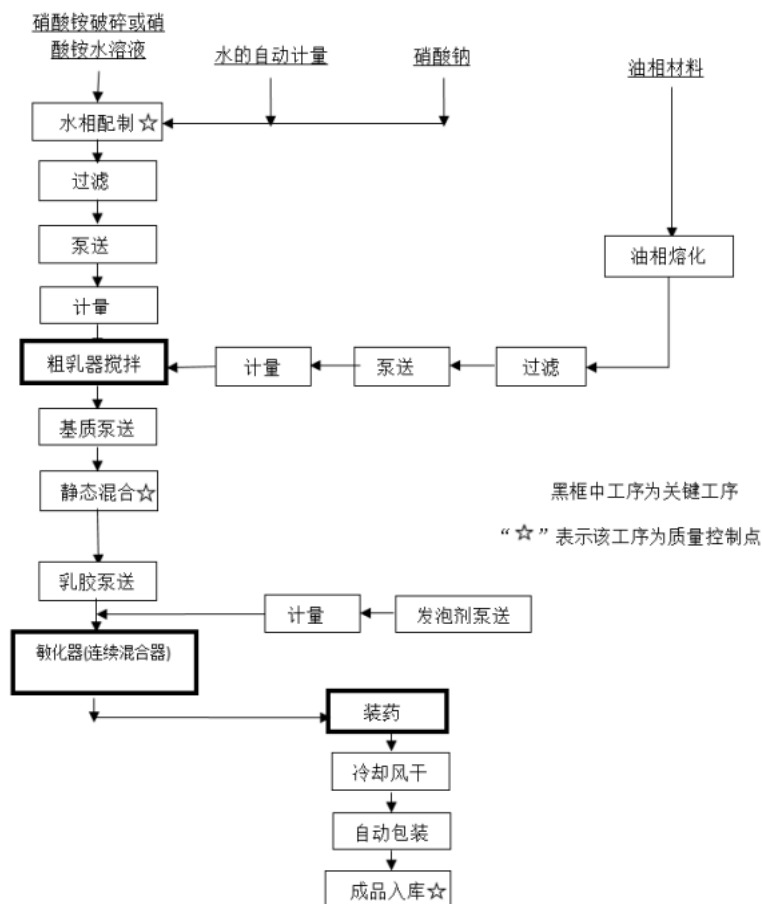 硝酸铵破碎或硝
酸铵水溶液
水的自动计量
硝酸钠
油相材料
水相配制☆
过滤
泵送
油相熔化
计量
粗乳器搅拌
计量
泵送
过滤
基质泵送
静态混合☆
黑框中工序为关键工序
“☆”表示该工序为质量控制点
乳胶泵送
计量
发泡剂泵送
敏化器(连续混合器)
装药
冷却风干
自动包装
成品入库☆